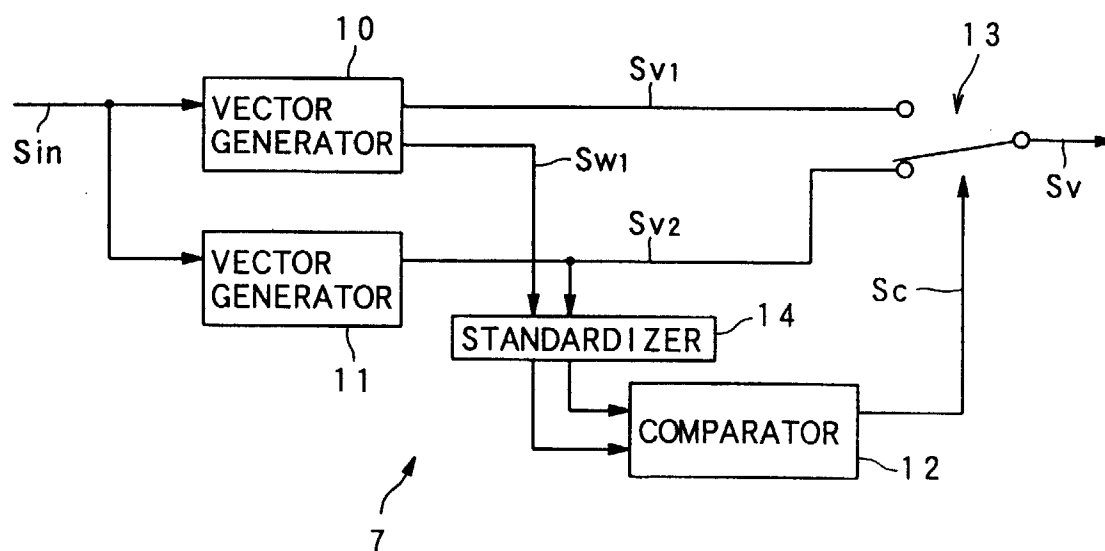 10
13
VECTOR
GENERATOR
Sv1
Sin
Sw1
Sv
VECTOR
GENERATOR
Sv2
Sc
14
STANDARDIZER
11
COMPARATOR
12
7